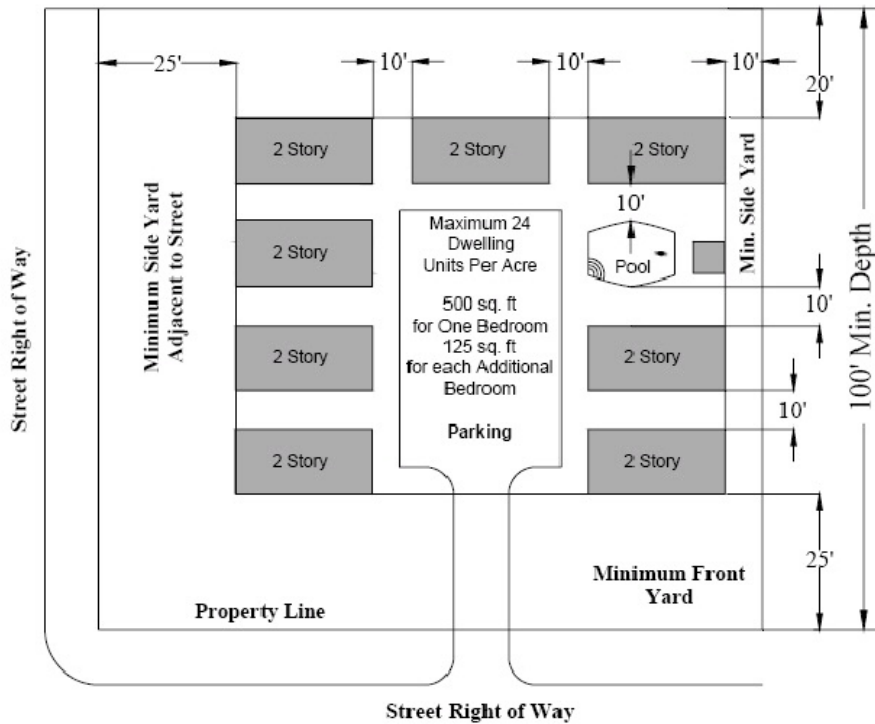 25'
10'
10'
10'
20'
2 Story
2 Story
2 Story
10'
Min. Side Yard
Minimum Side Yard
Adjacent to Street
2 Story
Maximum 24
Dwelling
Units Per Acre
500 sq. ft
for One Bedroom
125 sq. ft
for each Additional
Bedroom
Parking
Pool
10'
100' Min. Depth
Street Right of Way
2 Story
2 Story
10'
2 Story
2 Story
25'
Minimum Front
Yard
Property Line
Street Right of Way